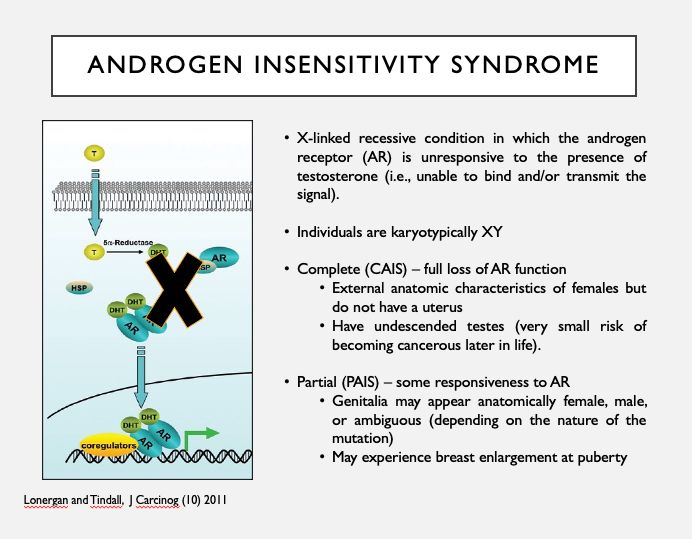 ANDROGEN INSENSITIVITY SYNDROME
T
T
5α-Reductase
DHT
AR
HSP
HSP
DHT
DHT
AR
AR
DHT
DHT
AR
AR
coregulators
• X-linked recessive condition in which the androgen
receptor (AR) is unresponsive to the presence of
testosterone (i.e., unable to bind and/or transmit the
signal).
• Individuals are karyotypically XY
• Complete (CAIS) – full loss of AR function
• External anatomic characteristics of females but
do not have a uterus
• Have undescended testes (very small risk of
becoming cancerous later in life).
• Partial (PAIS) – some responsiveness to AR
• Genitalia may appear anatomically female, male,
or ambiguous (depending on the nature of the
mutation)
• May experience breast enlargement at puberty
Lonergan and Tindall, J Carcinog (10) 2011